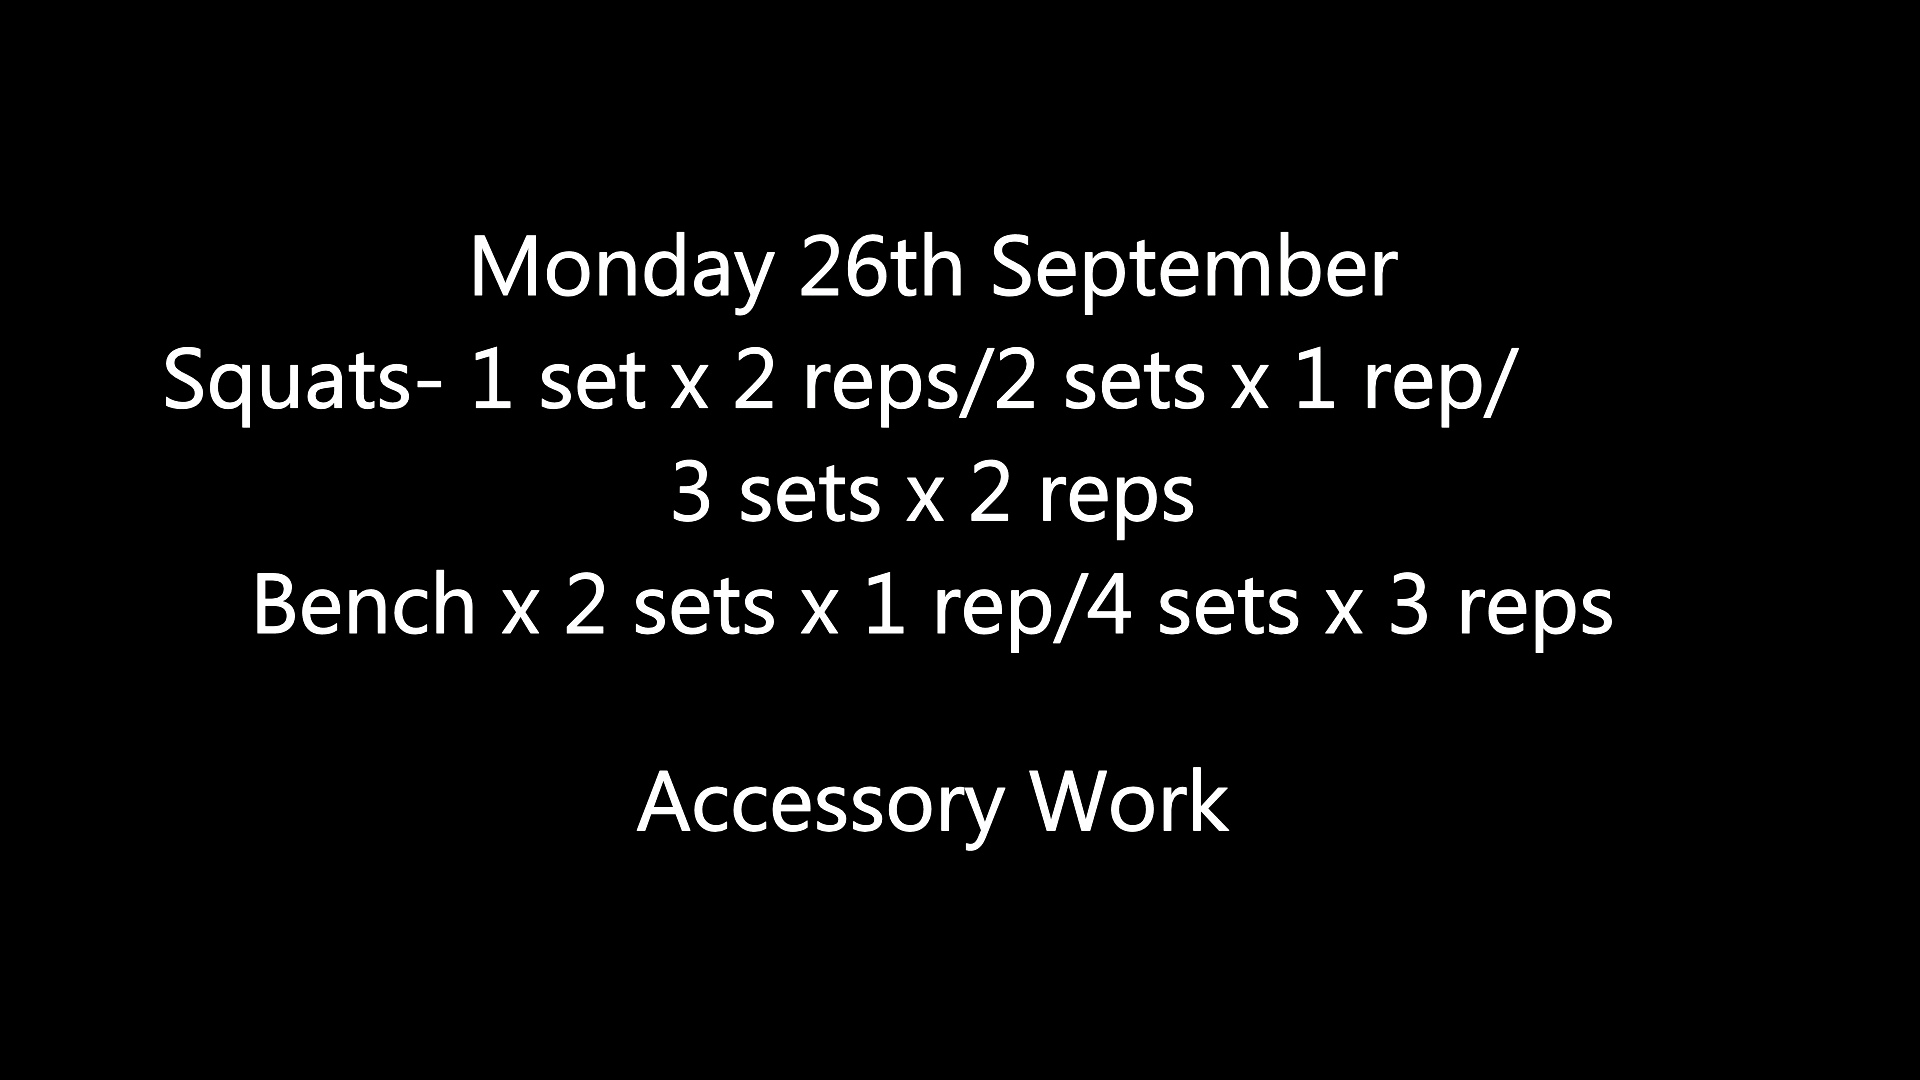 Monday 26th September
Squats- 1 set x 2 reps/2 sets x 1 rep/
3 sets x 2 reps
Bench x 2 sets x 1 rep/4 sets x 3 reps
Accessory Work